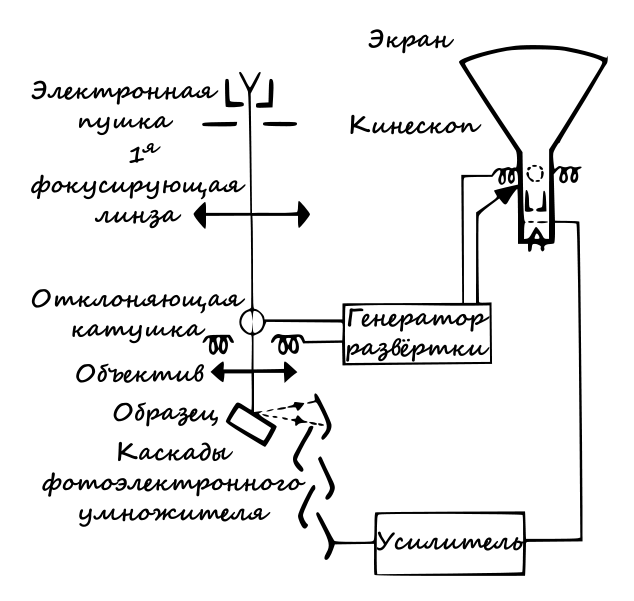 Экран
Электронная
пушка
Кинескоп
1я
фокусирующая
линза
Отклоняющая
катушка
Генератор
развёртки
Объектив
Образец
Каскады
фотоэлектронного
умножителя
Усилитель